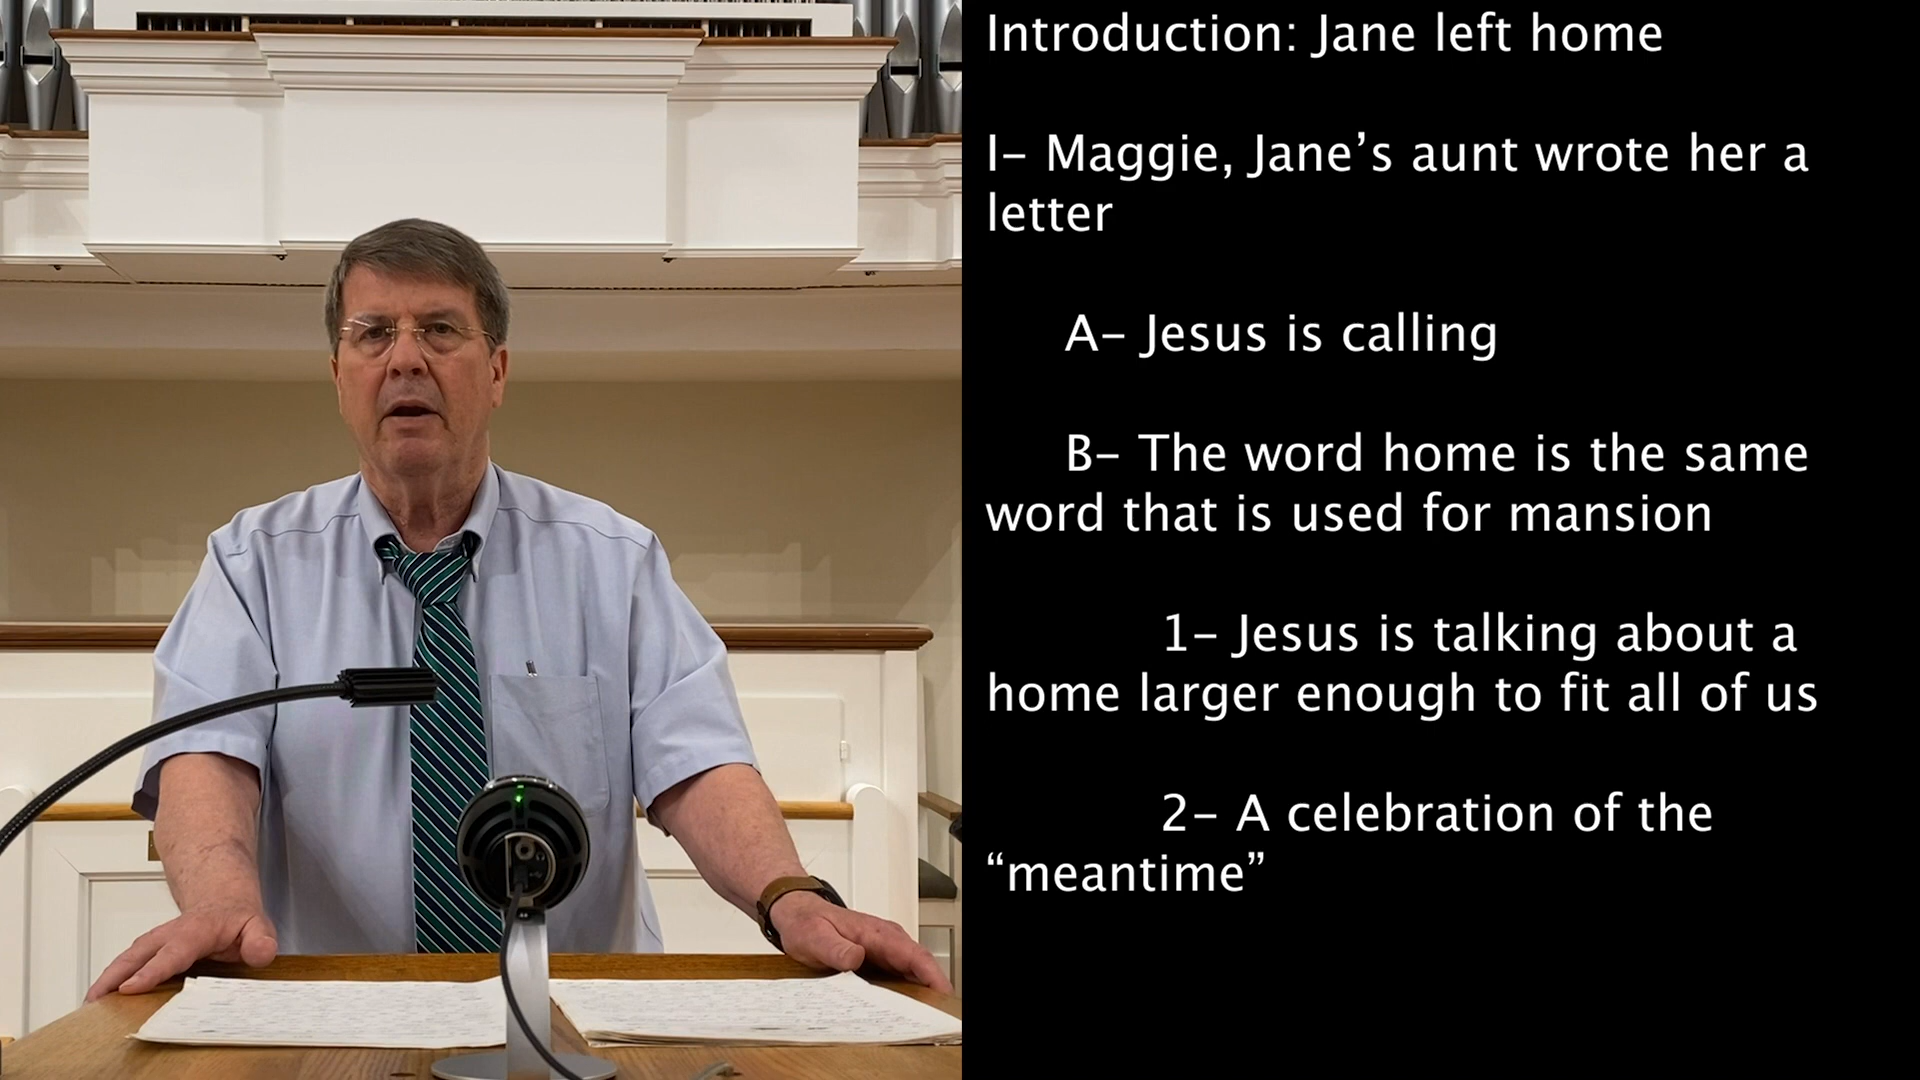 Introduction: Jane left home
I– Maggie, Jane’s aunt wrote her a
letter
A– Jesus is calling
B– The word home is the same
word that is used for mansion
1– Jesus is talking about a
home larger enough to fit all of us
2– A celebration of the
“meantime”